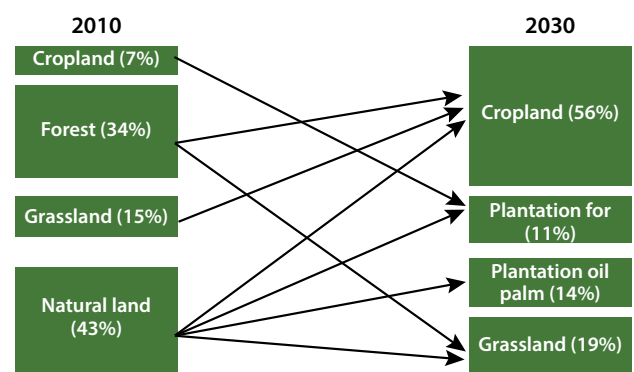 2010
Cropland (7%)
Forest (34%)
Grassland (15%)
Natural land
(43%)
2030
Cropland (56%)
Plantation for
(11%)
Plantation oil
palm (14%)
Grassland (19%)